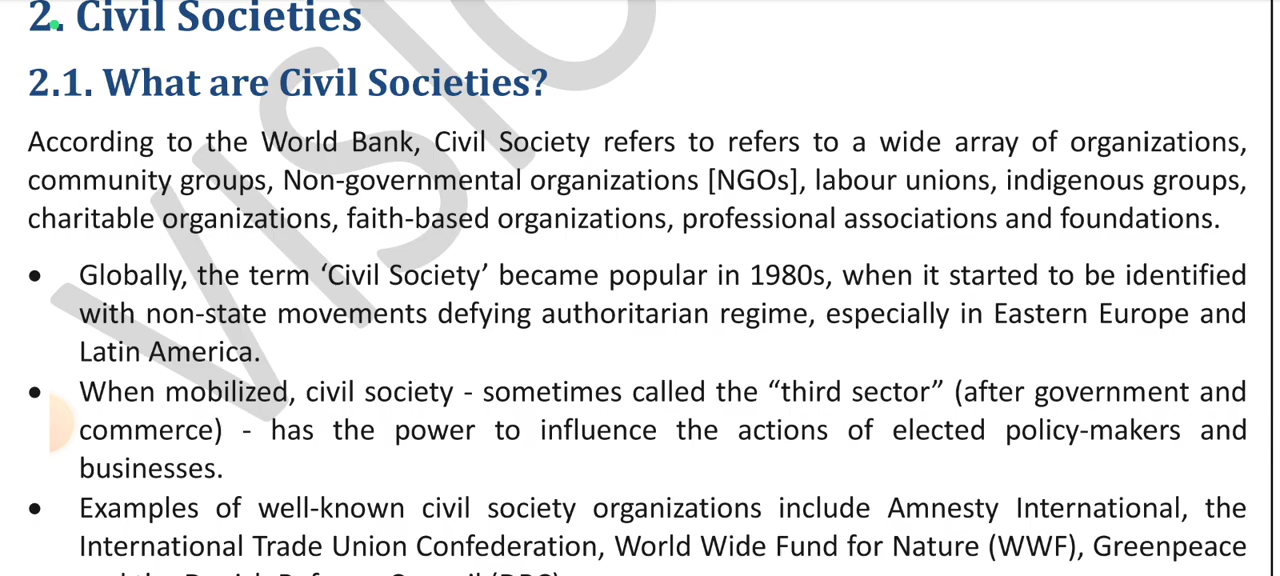 2. Civil Societies
2.1. What are Civil Societies?
According to the World Bank, Civil Society refers to refers to a wide array of organizations,
community groups, Non-governmental organizations [NGOs], labour unions, indigenous groups,
charitable organizations, faith-based organizations, professional associations and foundations.
• Globally, the term ‘Civil Society’ became popular in 1980s, when it started to be identified
with non-state movements defying authoritarian regime, especially in Eastern Europe and
Latin America.
• When mobilized, civil society - sometimes called the “third sector” (after government and
commerce) - has the power to influence the actions of elected policy-makers and
businesses.
• Examples of well-known civil society organizations include Amnesty International, the
International Trade Union Confederation, World Wide Fund for Nature (WWF), Greenpeace